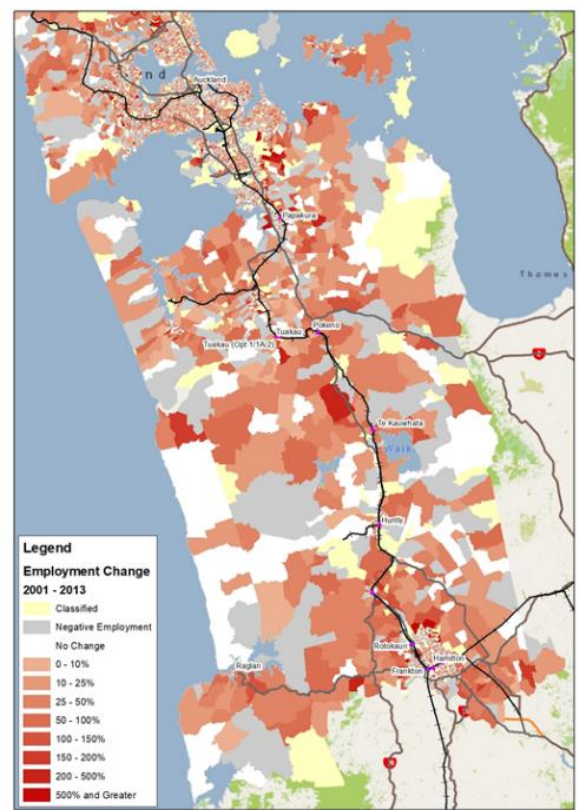 n d
Auckland
Papakura
Thames
Pokeno
Tuakau
Tuakau (Opt 1/1A/2)
Te Kauwhata
Waik
Huntly
Rotokauri
Hamilton
Frankton
Raglan
Legend
Employment Change
2001 - 2013
Classified
Negative Employment
No Change
0 - 10%
10 - 25%
25 - 50%
50 - 100%
100 - 150%
150 - 200%
200 - 500%
500% and Greater